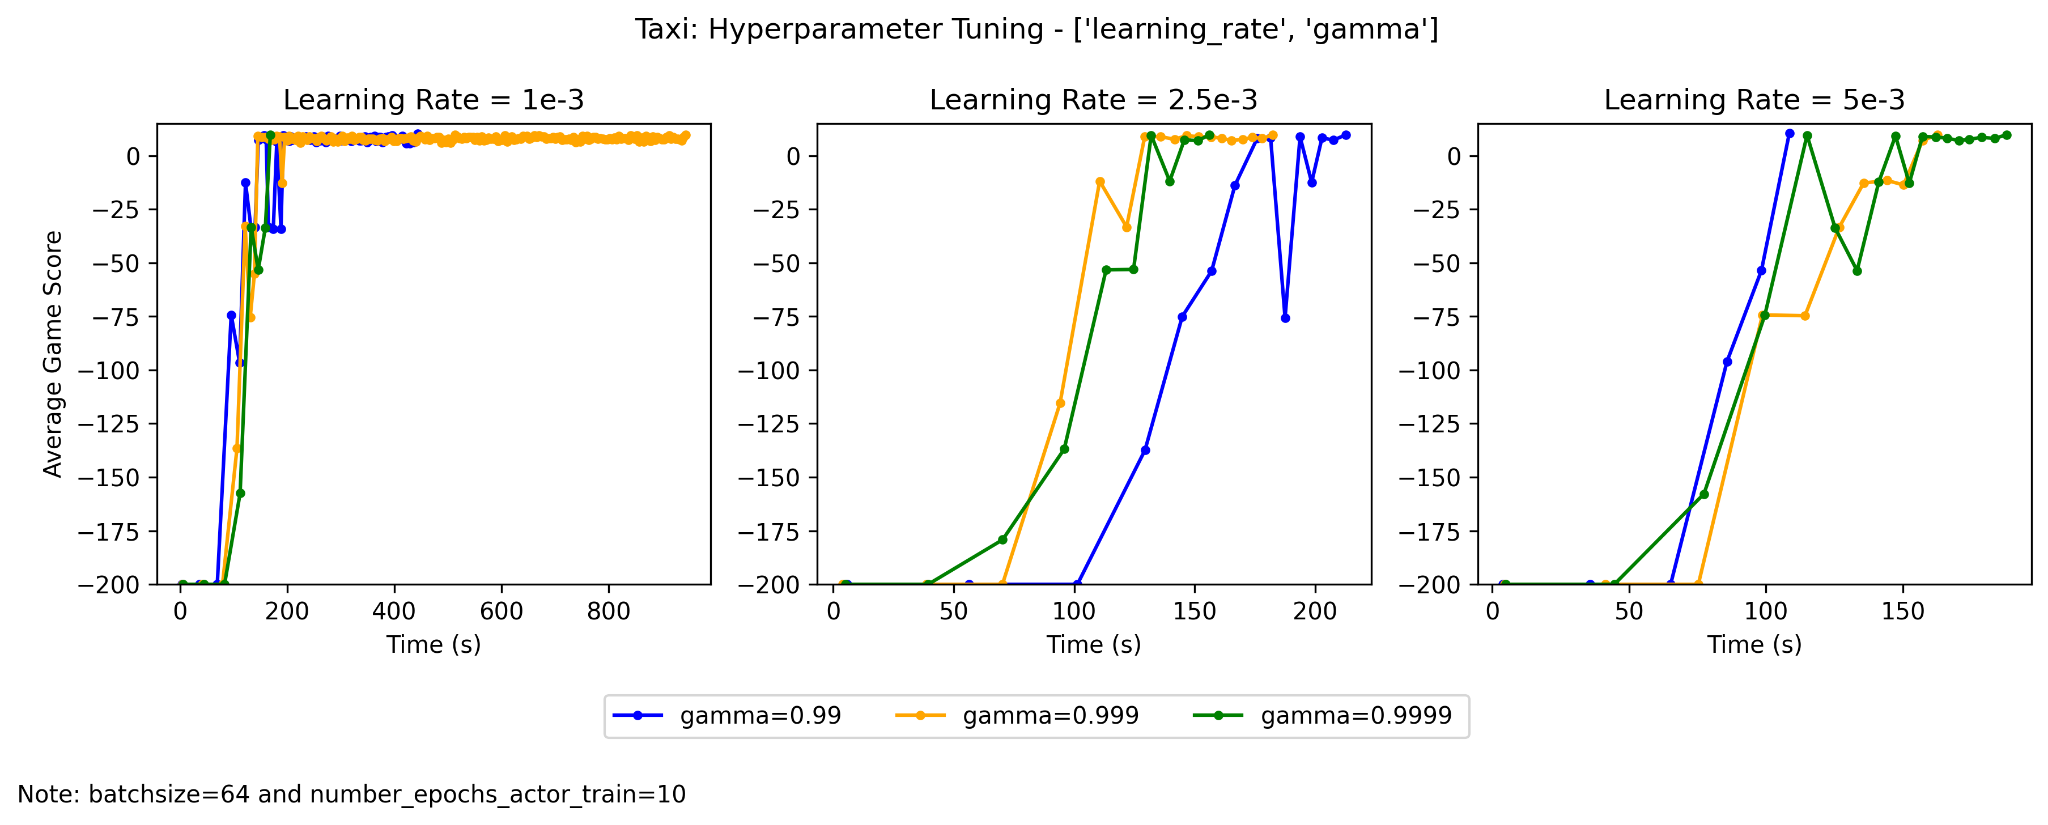 Taxi: Hyperparameter Tuning - ['learning_rate', 'gamma']
Learning Rate = 1e-3
Learning Rate = 2.5e-3
Learning Rate = 5e-3
Average Game Score
0
−25
−50
−75
−100
−125
−150
−175
−200
0 200 400 600 800
Time (s)
0
−25
−50
−75
−100
−125
−150
−175
−200
0 50 100 150 200
Time (s)
0
−25
−50
−75
−100
−125
−150
−175
−200
0 50 100 150
Time (s)
gamma=0.99 gamma=0.999 gamma=0.9999
Note: batchsize=64 and number_epochs_actor_train=10